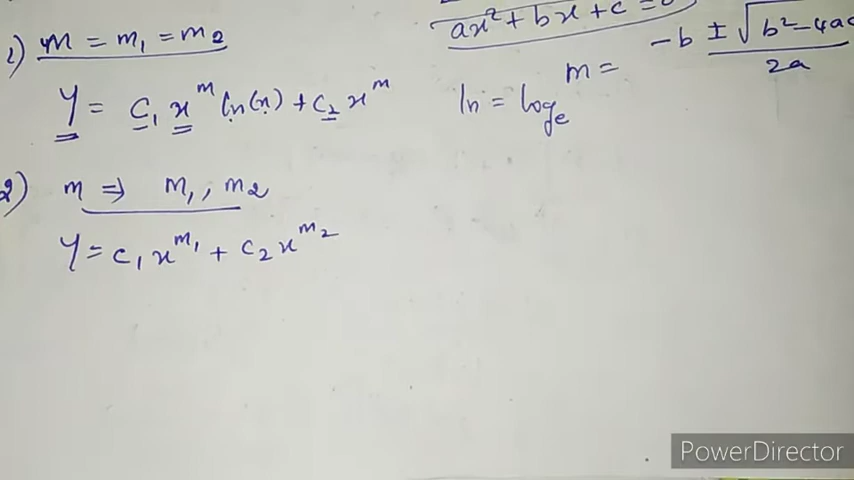 ax² + bx + c = 0
1) m = m₁ = m₂
m = -b ± √b² - 4ac / 2a
y = c₁ x^m ln(x) + c₂ x^m
ln = logₑ
2) m ⇒ m₁, m₂
y = c₁ x^m₁ + c₂ x^m₂
PowerDirector